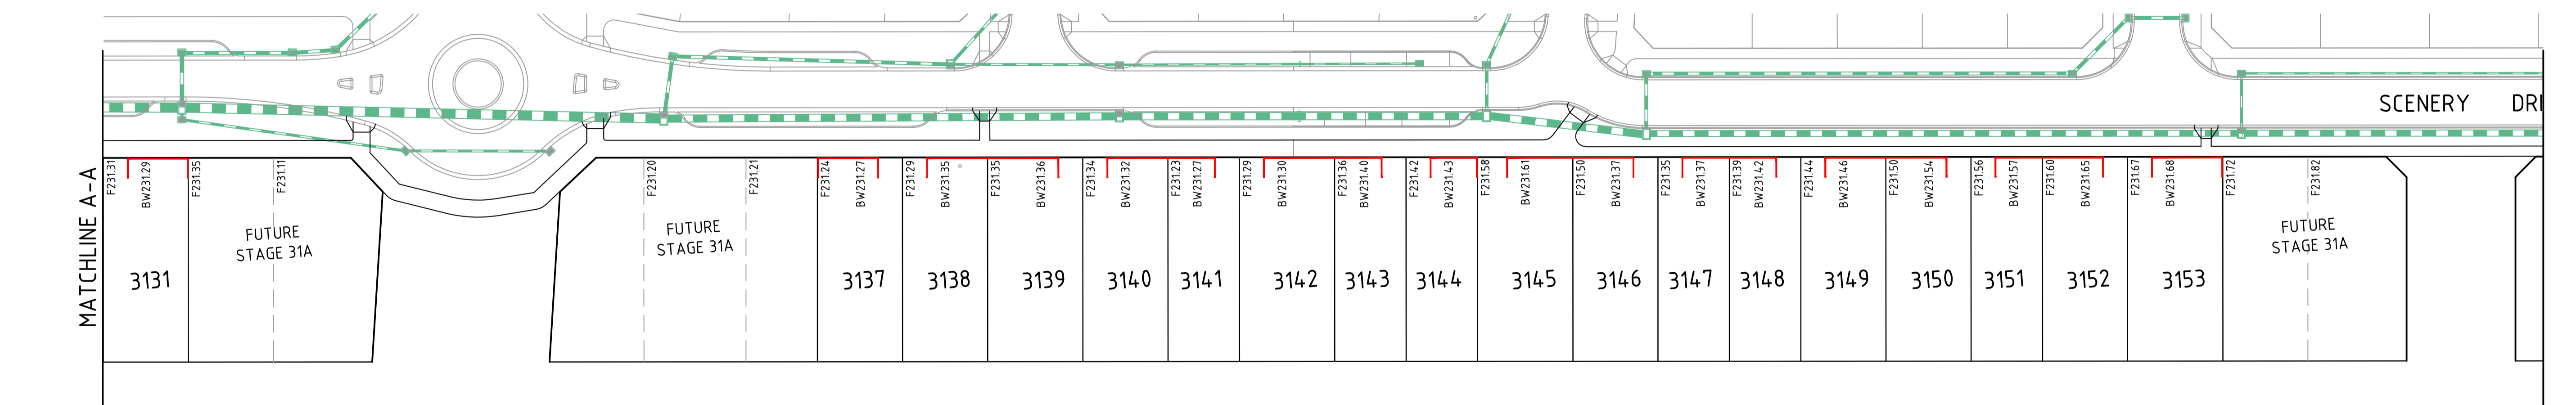 SCENERY DRI
MATCHLINE A-A
F231.31
BW231.29
F231.35
F231.11
F231.20
F231.21
F231.24
BW231.27
F231.29
BW231.35
F231.35
BW231.36
F231.34
BW231.32
F231.23
BW231.27
F231.29
BW231.30
F231.36
BW231.40
F231.42
BW231.43
F231.58
BW231.61
F231.50
BW231.37
F231.35
BW231.37
F231.39
BW231.42
F231.44
BW231.46
F231.50
BW231.54
F231.56
BW231.57
F231.60
BW231.65
F231.67
BW231.68
F231.72
F231.82
FUTURE
STAGE 31A
FUTURE
STAGE 31A
FUTURE
STAGE 31A
3131
3137
3138
3139
3140
3141
3142
3143
3144
3145
3146
3147
3148
3149
3150
3151
3152
3153